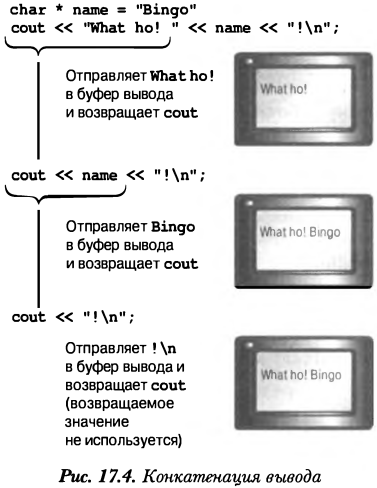 char * name = "Bingo"
cout << "What ho! " << name << "!\n";
Отправляет What ho!
в буфер вывода
и возвращает cout
What ho!
cout << name << "!\n";
Отправляет Bingo
в буфер вывода
и возвращает cout
What ho! Bingo
cout << "!\n";
Отправляет !\n
в буфер вывода и
возвращает cout
(возвращаемое
значение
не используется)
What ho! Bingo
Рис. 17.4. Конкатенация вывода